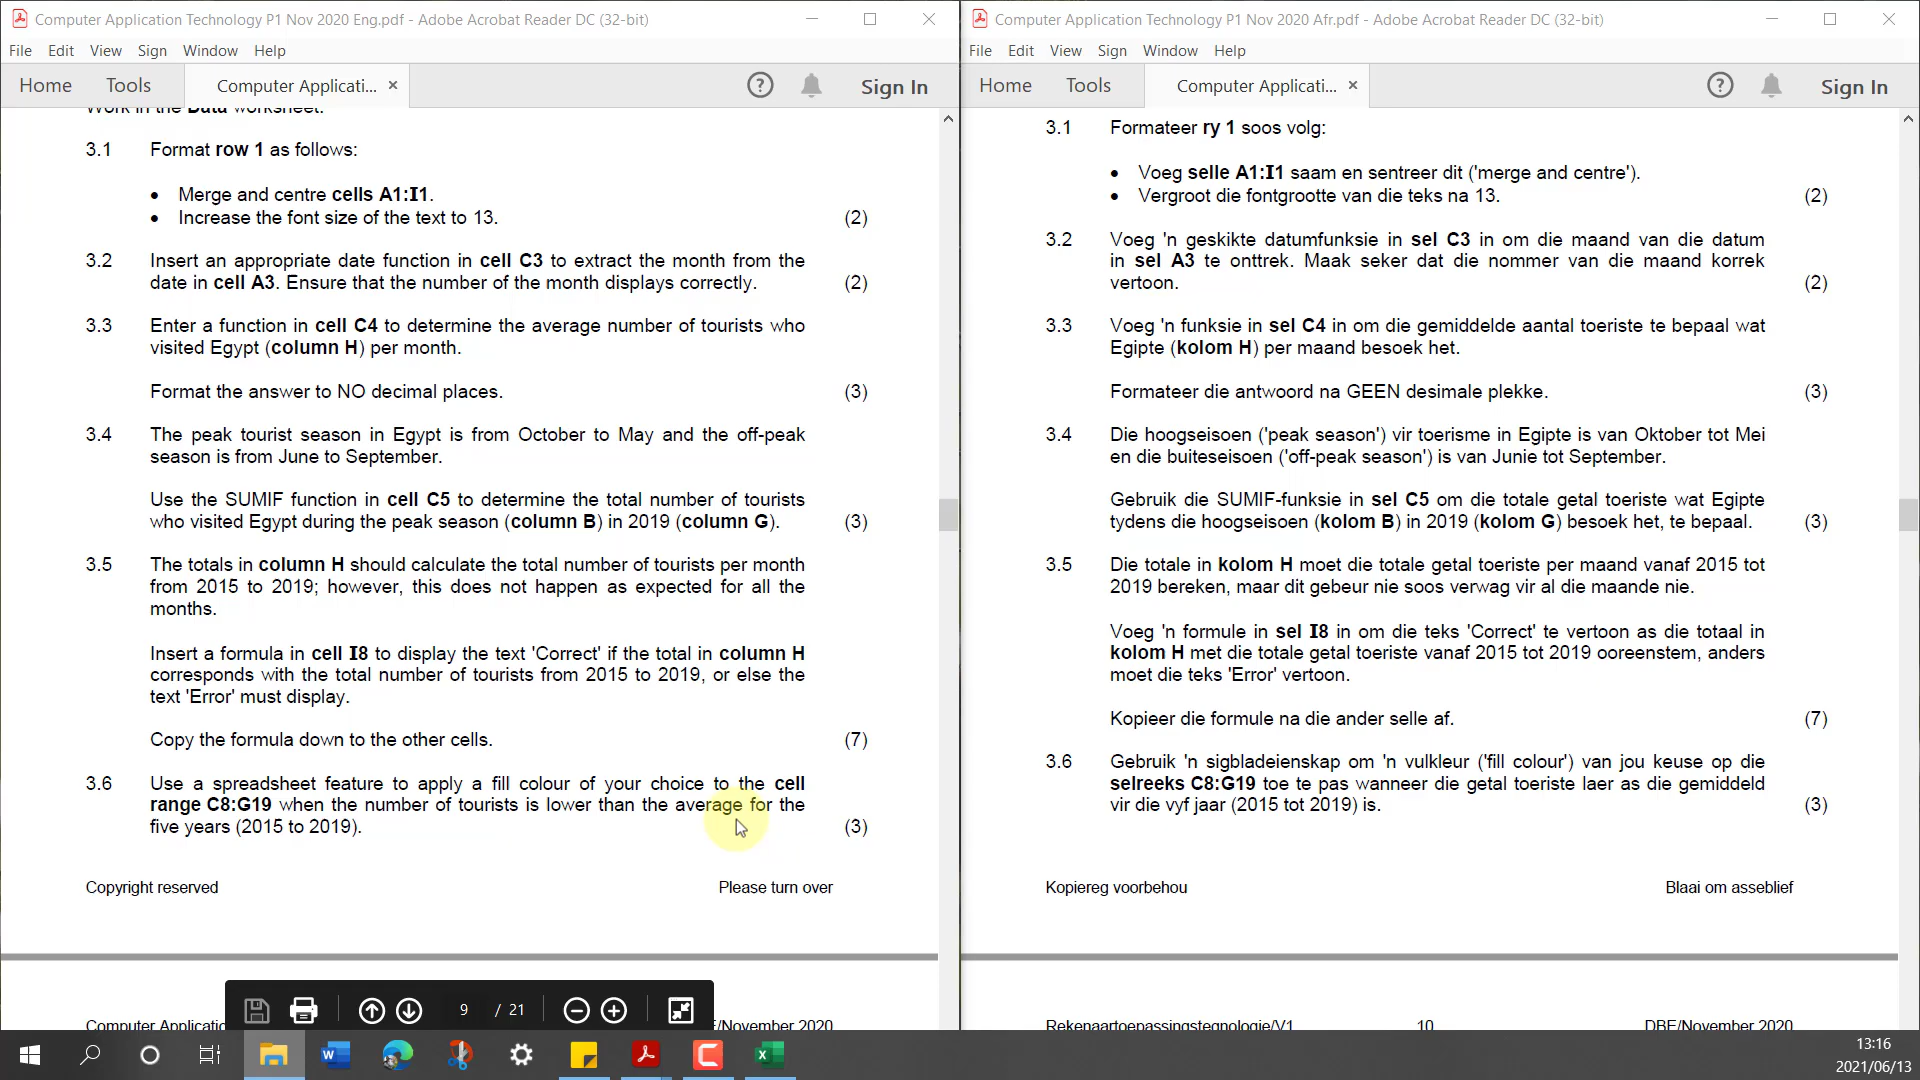 Computer Application Technology P1 Nov 2020 Eng.pdf - Adobe Acrobat Reader DC (32-bit)
File Edit View Sign Window Help
Home Tools Computer Applicati... × Sign In
Work in the Data worksheet.
3.1 Format row 1 as follows:
• Merge and centre cells A1:I1.
• Increase the font size of the text to 13. (2)
3.2 Insert an appropriate date function in cell C3 to extract the month from the
date in cell A3. Ensure that the number of the month displays correctly. (2)
3.3 Enter a function in cell C4 to determine the average number of tourists who
visited Egypt (column H) per month.
Format the answer to NO decimal places. (3)
3.4 The peak tourist season in Egypt is from October to May and the off-peak
season is from June to September.
Use the SUMIF function in cell C5 to determine the total number of tourists
who visited Egypt during the peak season (column B) in 2019 (column G). (3)
3.5 The totals in column H should calculate the total number of tourists per month
from 2015 to 2019; however, this does not happen as expected for all the
months.
Insert a formula in cell I8 to display the text 'Correct' if the total in column H
corresponds with the total number of tourists from 2015 to 2019, or else the
text 'Error' must display.
Copy the formula down to the other cells. (7)
3.6 Use a spreadsheet feature to apply a fill colour of your choice to the cell
range C8:G19 when the number of tourists is lower than the average for the
five years (2015 to 2019). (3)
Copyright reserved Please turn over
9 / 21
Computer Applicatio /November 2020
Computer Application Technology P1 Nov 2020 Afr.pdf - Adobe Acrobat Reader DC (32-bit)
File Edit View Sign Window Help
Home Tools Computer Applicati... × Sign In
3.1 Formateer ry 1 soos volg:
• Voeg selle A1:I1 saam en sentreer dit ('merge and centre').
• Vergroot die fontgrootte van die teks na 13. (2)
3.2 Voeg 'n geskikte datumfunksie in sel C3 in om die maand van die datum
in sel A3 te onttrek. Maak seker dat die nommer van die maand korrek
vertoon. (2)
3.3 Voeg 'n funksie in sel C4 in om die gemiddelde aantal toeriste te bepaal wat
Egipte (kolom H) per maand besoek het.
Formateer die antwoord na GEEN desimale plekke. (3)
3.4 Die hoogseisoen ('peak season') vir toerisme in Egipte is van Oktober tot Mei
en die buiteseisoen ('off-peak season') is van Junie tot September.
Gebruik die SUMIF-funksie in sel C5 om die totale getal toeriste wat Egipte
tydens die hoogseisoen (kolom B) in 2019 (kolom G) besoek het, te bepaal. (3)
3.5 Die totale in kolom H moet die totale getal toeriste per maand vanaf 2015 tot
2019 bereken, maar dit gebeur nie soos verwag vir al die maande nie.
Voeg 'n formule in sel I8 in om die teks 'Correct' te vertoon as die totaal in
kolom H met die totale getal toeriste vanaf 2015 tot 2019 ooreenstem, anders
moet die teks 'Error' vertoon.
Kopieer die formule na die ander selle af. (7)
3.6 Gebruik 'n sigbladeienskap om 'n vulkleur ('fill colour') van jou keuse op die
selreeks C8:G19 toe te pas wanneer die getal toeriste laer as die gemiddeld
vir die vyf jaar (2015 tot 2019) is. (3)
Kopiereg voorbehou Blaai om asseblief
Rekenaartoepassingstegnologie/V1 10 DBE/November 2020
13:16
2021/06/13